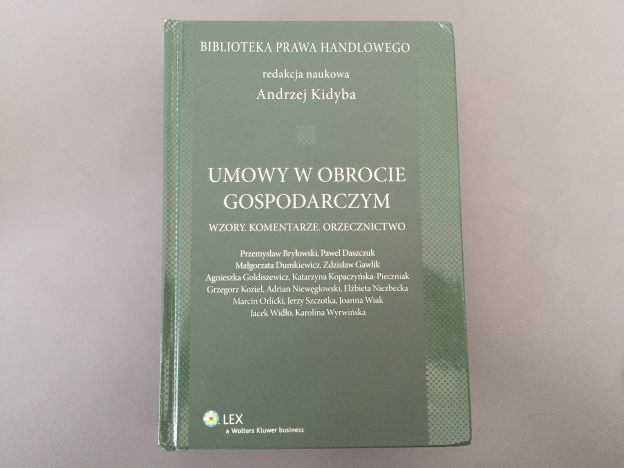 BIBLIOTEKA PRAWA HANDLOWEGO
redakcja naukowa
Andrzej Kidyba
UMOWY W OBROCIE
GOSPODARCZYM
WZORY. KOMENTARZE. ORZECZNICTWO
Przemysław Bryłowski, Paweł Daszczuk
Małgorzata Dumkiewicz, Zdzisław Gawlik
Agnieszka Goldiszewicz, Katarzyna Kopaczyńska-Pieczniak
Grzegorz Kozieł, Adrian Niewęgłowski, Elżbieta Niezbecka
Marcin Orlicki, Jerzy Szczotka, Joanna Wiak
Jacek Widło, Karolina Wyrwińska
LEX
a Wolters Kluwer business